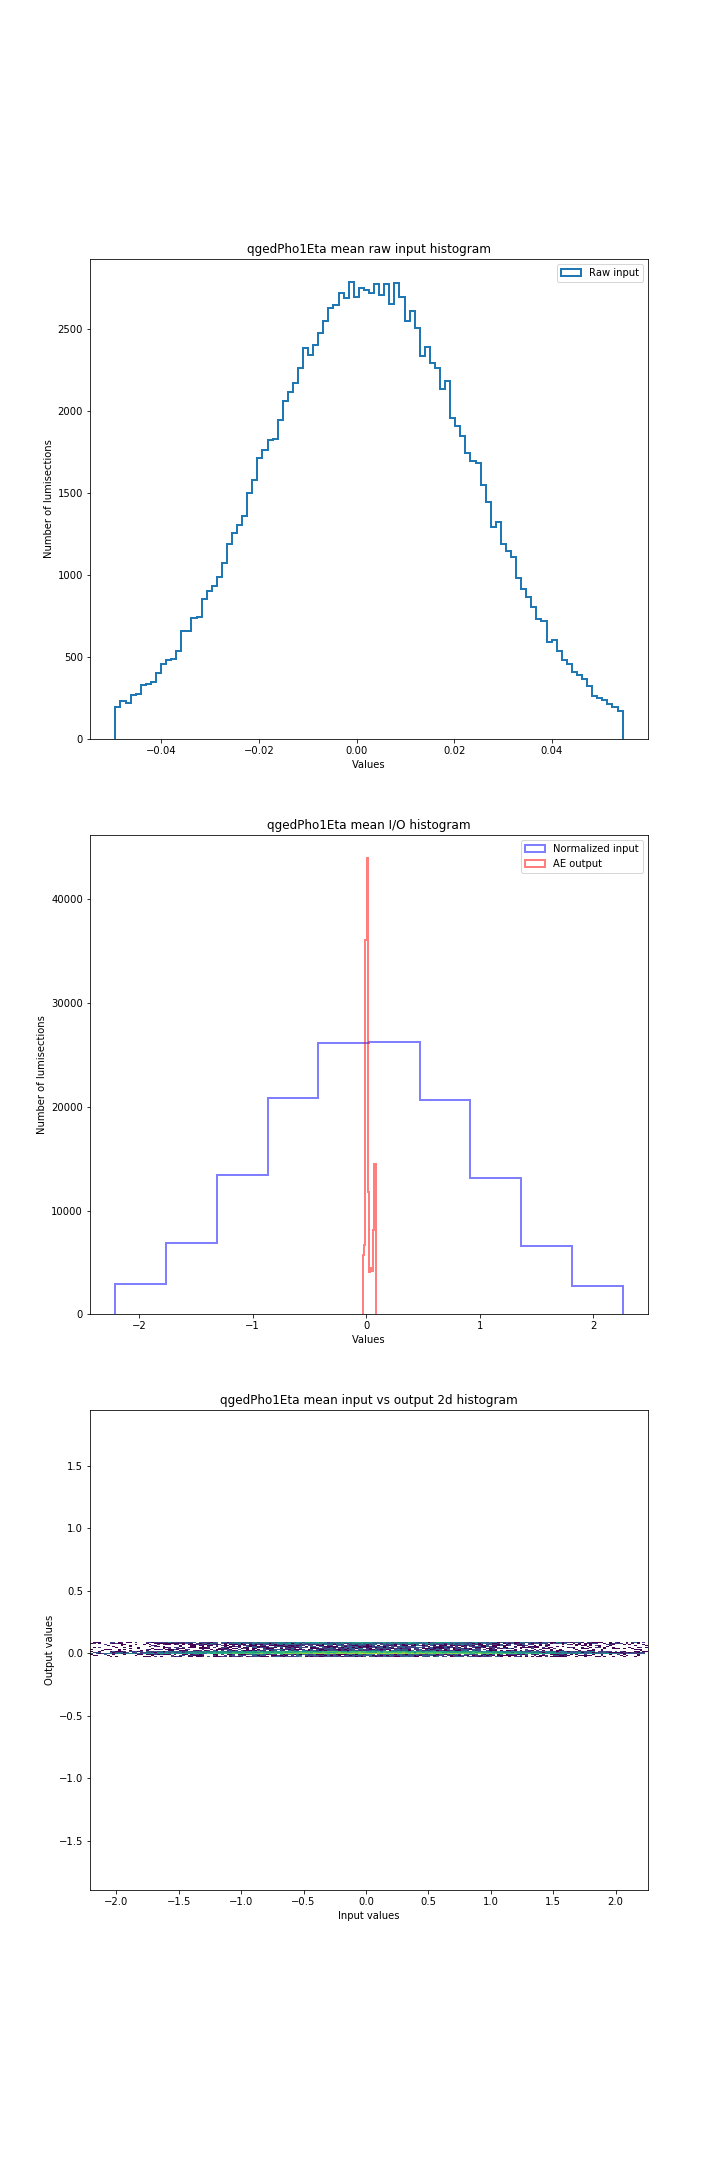 qgedPho1Eta mean raw input histogram
Raw input
2500
2000
1500
1000
500
0
Number of lumisections
−0.04 −0.02 0.00 0.02 0.04
Values
qgedPho1Eta mean I/O histogram
Normalized input
AE output
40000
30000
20000
10000
0
Number of lumisections
−2 −1 0 1 2
Values
qgedPho1Eta mean input vs output 2d histogram
1.5
1.0
0.5
0.0
−0.5
−1.0
−1.5
Output values
−2.0 −1.5 −1.0 −0.5 0.0 0.5 1.0 1.5 2.0
Input values